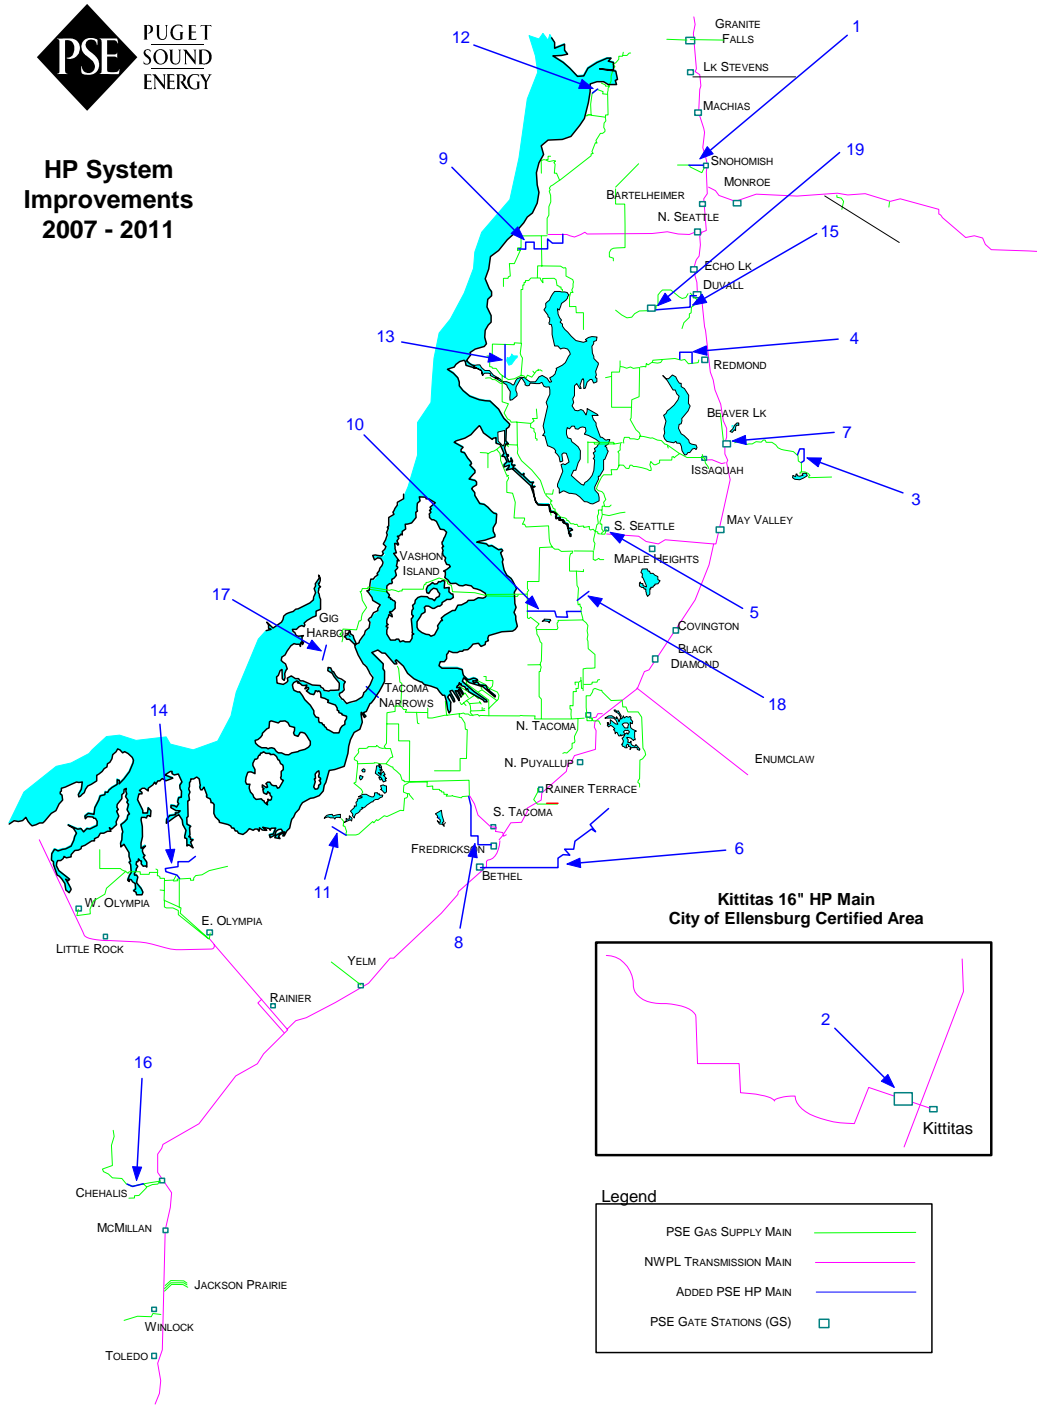 PSE
PUGET
SOUND
ENERGY
HP System
Improvements
2007 - 2011
12
1
GRANITE
FALLS
LK STEVENS
MACHIAS
9
SNOHOMISH
19
MONROE
BARTELHEIMER
N. SEATTLE
15
ECHO LK
DUVALL
13
4
REDMOND
BEAVER LK
10
7
ISSAQUAH
3
S. SEATTLE
MAY VALLEY
VASHON
ISLAND
MAPLE HEIGHTS
17
GIG
HARBOR
5
COVINGTON
BLACK
DIAMOND
TACOMA
NARROWS
18
14
N. TACOMA
N. PUYALLUP
ENUMCLAW
RAINER TERRACE
S. TACOMA
FREDRICKSON
6
BETHEL
11
W. OLYMPIA
E. OLYMPIA
8
LITTLE ROCK
YELM
RAINIER
Kittitas 16" HP Main
City of Ellensburg Certified Area
2
Kittitas
16
CHEHALIS
MCMILLAN
JACKSON PRAIRIE
WINLOCK
TOLEDO
Legend
PSE GAS SUPPLY MAIN
NWPL TRANSMISSION MAIN
ADDED PSE HP MAIN
PSE GATE STATIONS (GS)